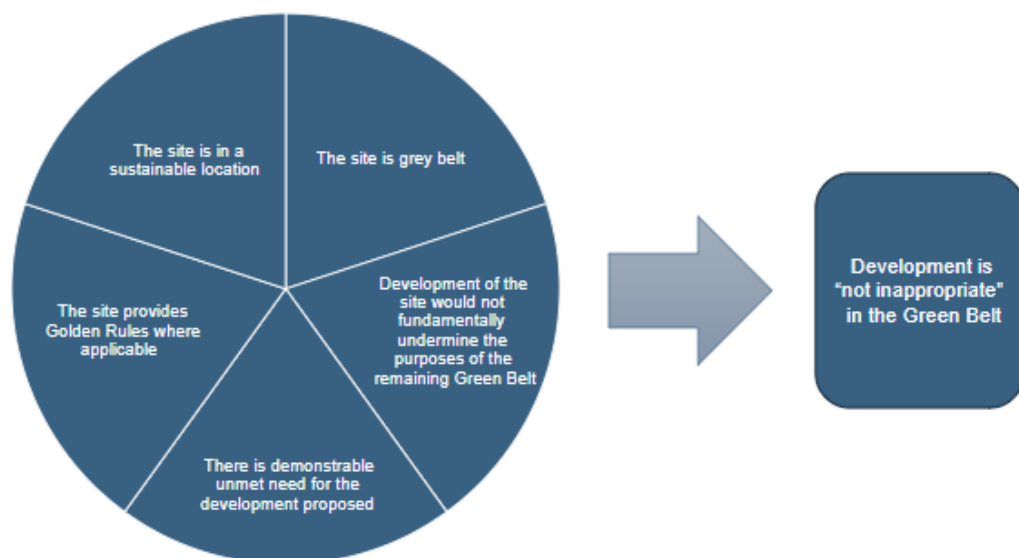 The site is in a
sustainable location
The site is grey belt
The site provides
Golden Rules where
applicable
Development of the
site would not
fundamentally
undermine the
purposes of the
remaining Green Belt
There is demonstrable
unmet need for the
development proposed
Development is
“not inappropriate”
in the Green Belt